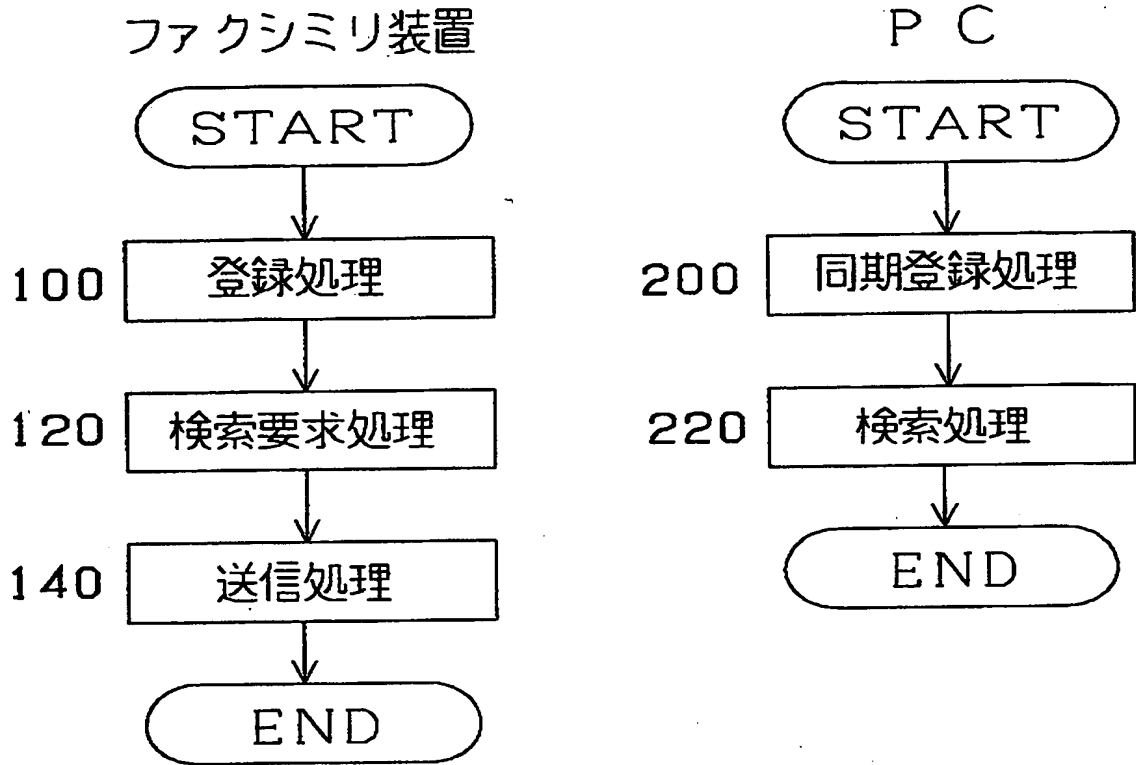 ファクシミリ装置
START
100 登録処理
120 検索要求処理
140 送信処理
END
PC
START
200 同期登録処理
220 検索処理
END